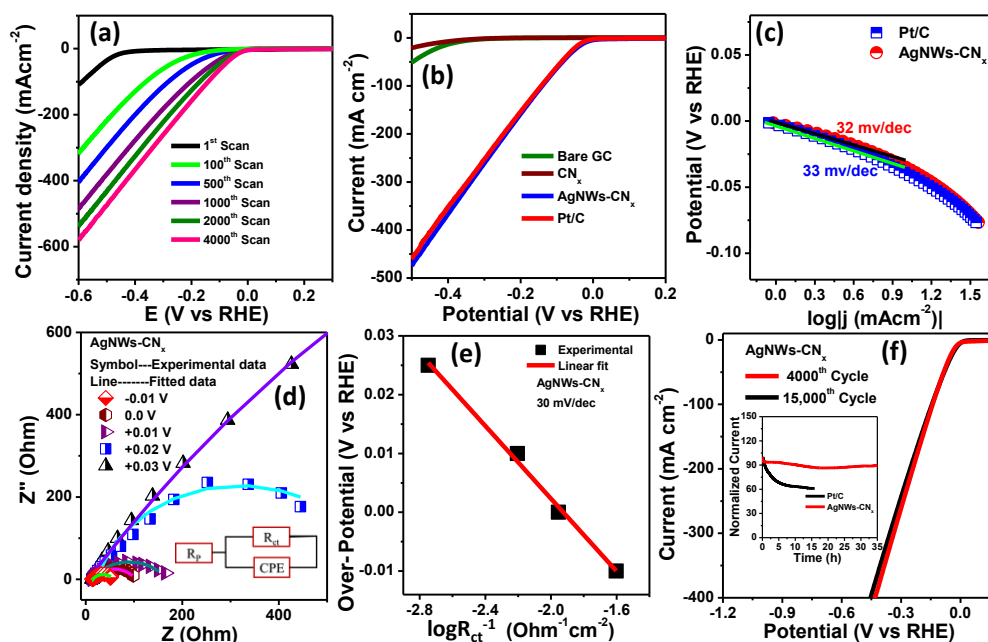 (a)
Current density (mAcm⁻²)
0
-200
-400
-600
1ˢᵗ Scan
100ᵗʰ Scan
500ᵗʰ Scan
1000ᵗʰ Scan
2000ᵗʰ Scan
4000ᵗʰ Scan
-0.6 -0.4 -0.2 0.0 0.2
E (V vs RHE)
(b)
Current (mA cm⁻²)
0
-100
-200
-300
-400
-500
Bare GC
CNₓ
AgNWs-CNₓ
Pt/C
-0.4 -0.2 0.0 0.2
Potential (V vs RHE)
(c)
Pt/C
AgNWs-CNₓ
Potential (V vs RHE)
0.05
0.00
-0.05
-0.10
32 mv/dec
33 mv/dec
0.0 0.3 0.6 0.9 1.2 1.5
log|j (mAcm⁻²)|
(d)
Z" (Ohm)
600
400
200
0
AgNWs-CNₓ
Symbol---Experimental data
Line-------Fitted data
-0.01 V
0.0 V
+0.01 V
+0.02 V
+0.03 V
R_P
R_ct
CPE
0 200 400
Z (Ohm)
(e)
Over-Potential (V vs RHE)
0.03
0.02
0.01
0.00
-0.01
Experimental
Linear fit
AgNWs-CNₓ
30 mV/dec
-2.8 -2.4 -2.0 -1.6
logR_ct⁻¹ (Ohm⁻¹cm⁻²)
(f)
Current (mA cm⁻²)
0
-100
-200
-300
-400
AgNWs-CNₓ
4000ᵗʰ Cycle
15,000ᵗʰ Cycle
Normalized Current
150
120
90
60
30
0
Pt/C
AgNWs-CNₓ
0 5 10 15 20 25 30 35
Time (h)
-1.2 -0.9 -0.6 -0.3 0.0
Potential (V vs RHE)